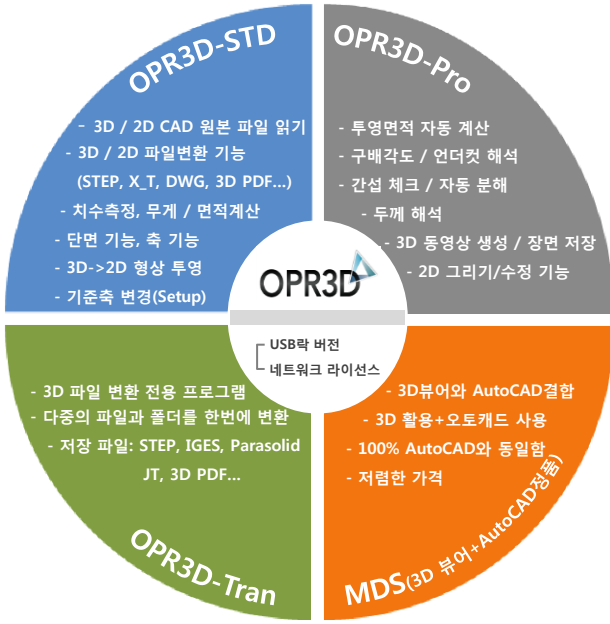 OPR3D-STD
- 3D / 2D CAD 원본 파일 읽기
- 3D / 2D 파일변환 기능
(STEP, X_T, DWG, 3D PDF...)
- 치수측정, 무게 / 면적계산
- 단면 기능, 축 기능
- 3D->2D 형상 투영
- 기준축 변경(Setup)
OPR3D-Pro
- 투영면적 자동 계산
- 구배각도 / 언더컷 해석
- 간섭 체크 / 자동 분해
- 두께 해석
- 3D 동영상 생성 / 장면 저장
- 2D 그리기/수정 기능
OPR3D
USB락 버전
네트워크 라이선스
- 3D 파일 변환 전용 프로그램
- 다중의 파일과 폴더를 한번에 변환
- 저장 파일: STEP, IGES, Parasolid
JT, 3D PDF...
OPR3D-Tran
- 3D뷰어와 AutoCAD결합
- 3D 활용+오토캐드 사용
- 100% AutoCAD와 동일함
- 저렴한 가격
MDS(3D 뷰어+AutoCAD정품)